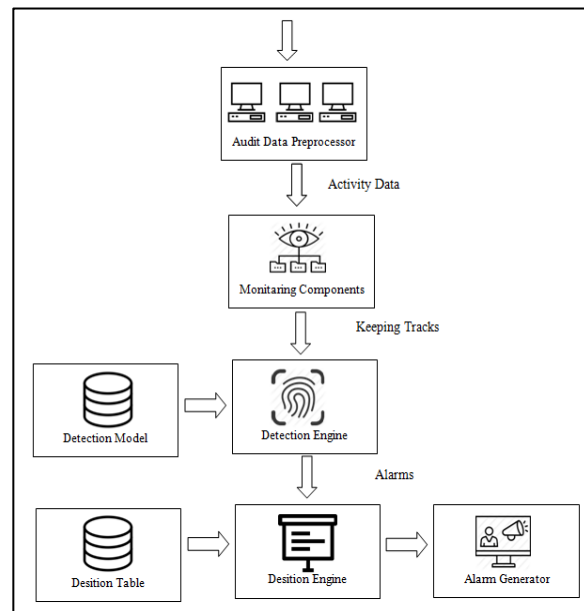 Audit Data Preprocessor
Activity Data
Monitaring Components
Keeping Tracks
Detection Model
Detection Engine
Alarms
Desition Table
Desition Engine
Alarm Generator